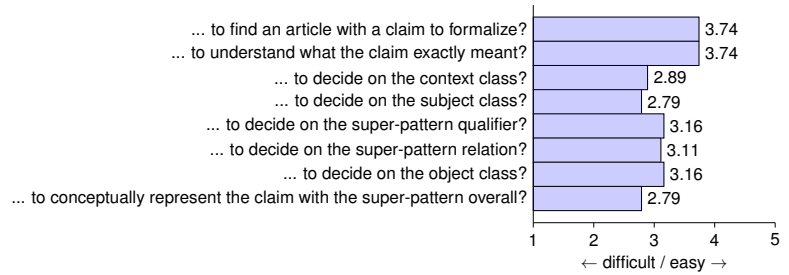 ... to find an article with a claim to formalize? 3.74
... to understand what the claim exactly meant? 3.74
... to decide on the context class? 2.89
... to decide on the subject class? 2.79
... to decide on the super-pattern qualifier? 3.16
... to decide on the super-pattern relation? 3.11
... to decide on the object class? 3.16
... to conceptually represent the claim with the super-pattern overall? 2.79
1 2 3 4 5
← difficult / easy →